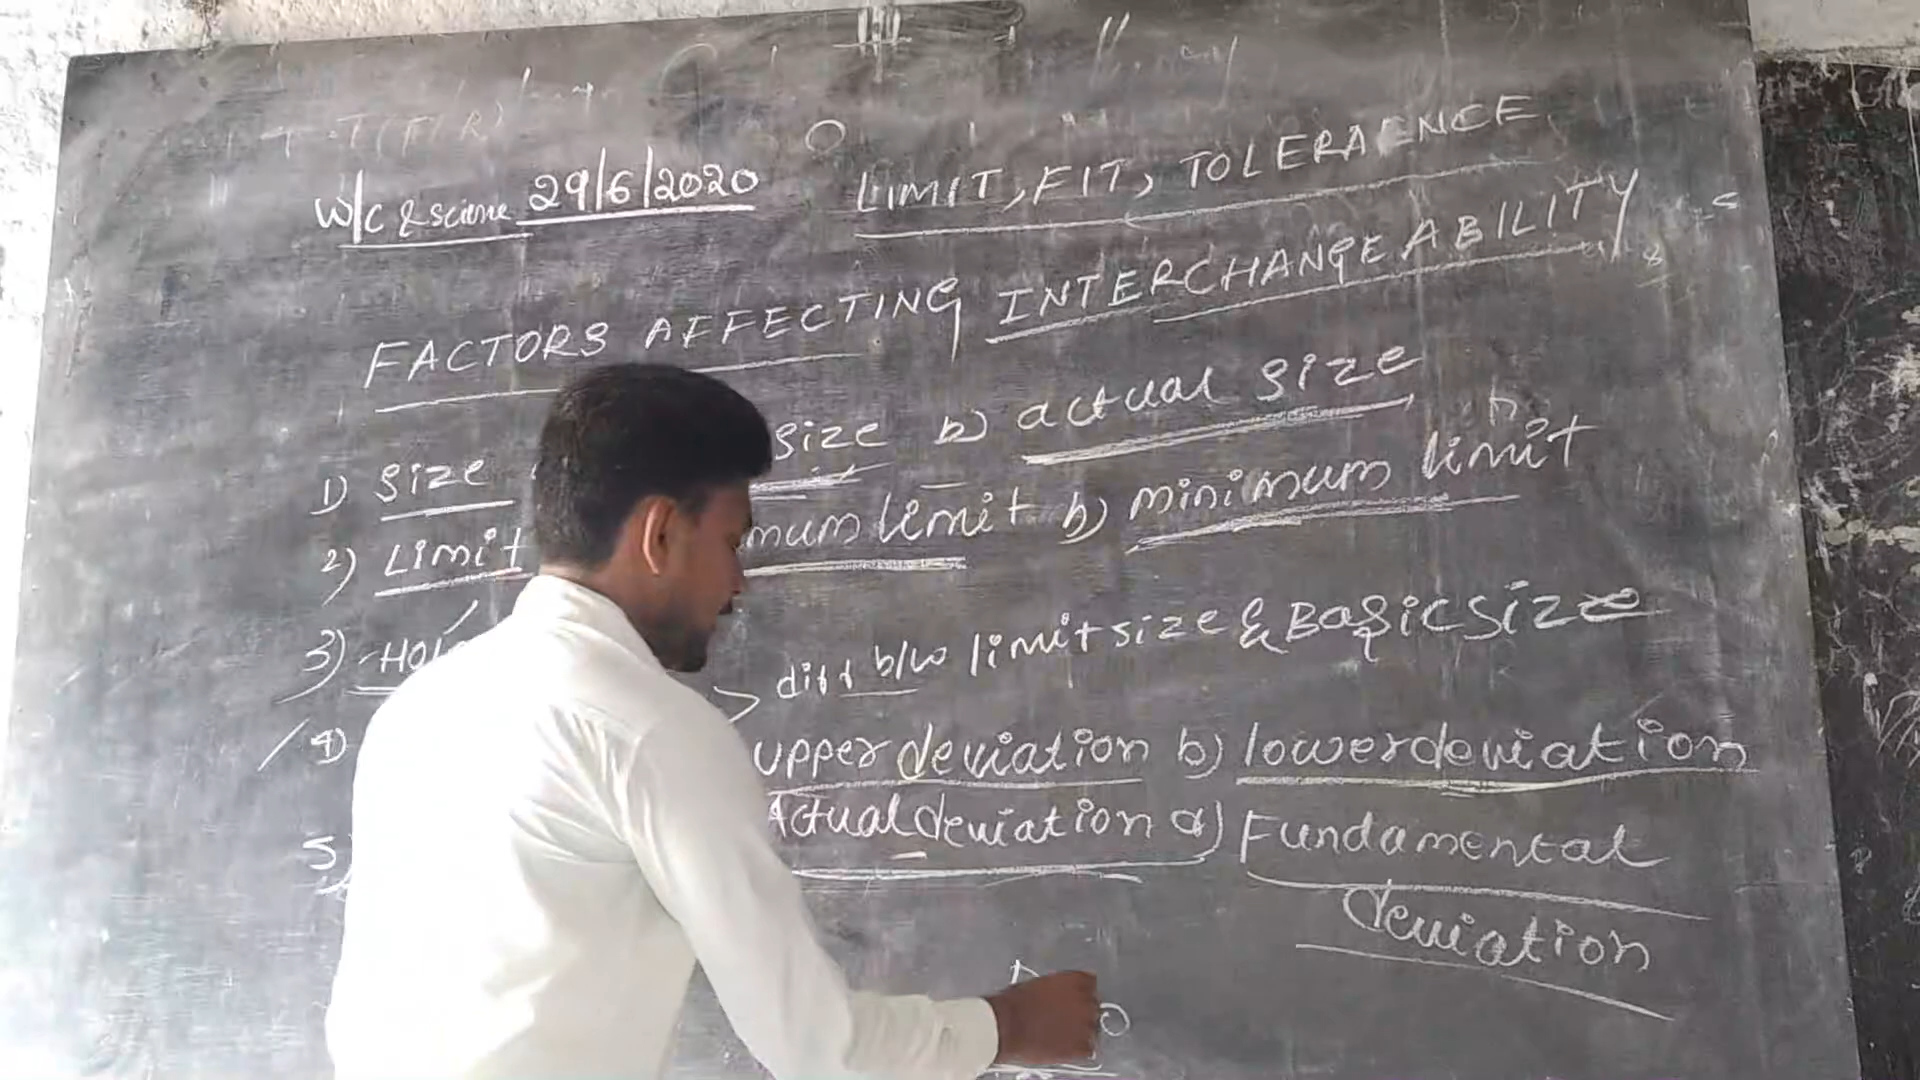 W/C & Science 29/6/2020 LIMIT, FIT, TOLERAENCE
FACTORS AFFECTING INTERCHANGEABILITY
1) Size size b) actual size
2) Limit mum limit b) minimum limit
3) HOL
diff b/w limit size & Basic Size
4) upper deviation b) lower deviation
5) Actual deviation d) Fundamental
deviation